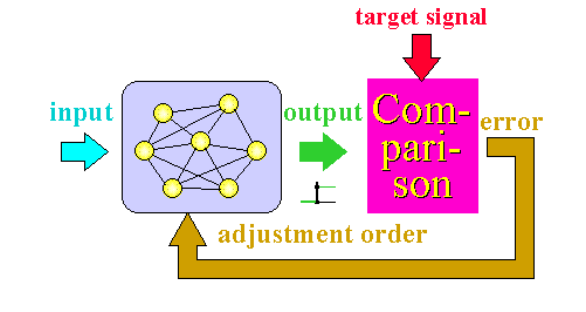 target signal
input
output
Com-
pari-
son
error
adjustment order